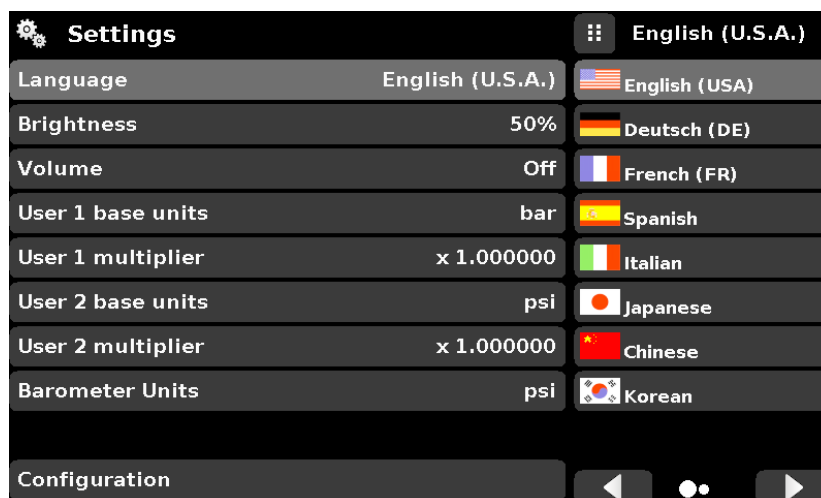 Settings
Language English (U.S.A.)
Brightness 50%
Volume Off
User 1 base units bar
User 1 multiplier x 1.000000
User 2 base units psi
User 2 multiplier x 1.000000
Barometer Units psi
Configuration
English (U.S.A.)
English (USA)
Deutsch (DE)
French (FR)
Spanish
Italian
Japanese
Chinese
Korean